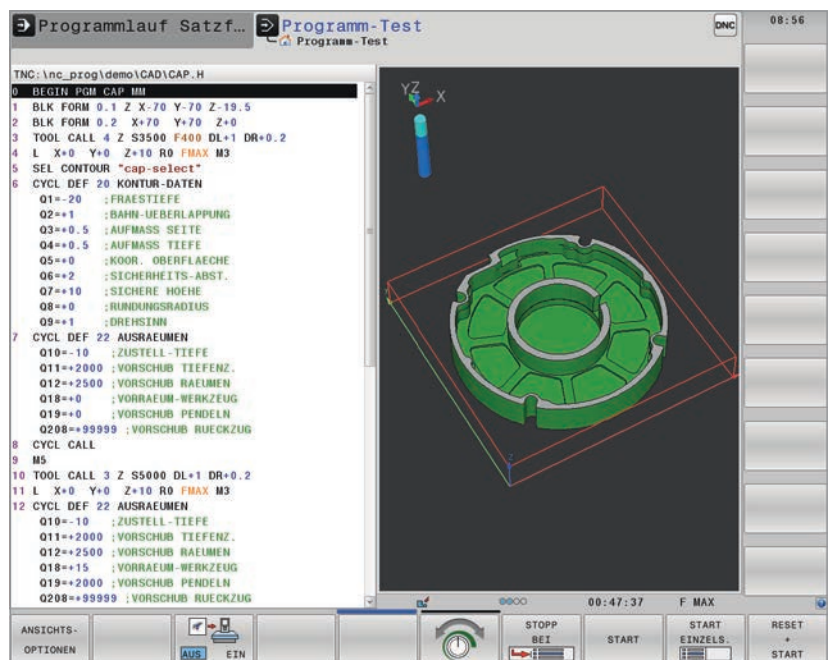 Programmlauf Satzf...
Programm-Test
Programm-Test
DNC
08:56
TNC:\nc_prog\demo\CAD\CAP.H
0 BEGIN PGM CAP MM
1 BLK FORM 0.1 Z X-70 Y-70 Z-19.5
2 BLK FORM 0.2 X+70 Y+70 Z+0
3 TOOL CALL 4 Z S3500 F400 DL+1 DR+0.2
4 L X+0 Y+0 Z+10 R0 FMAX M3
5 SEL CONTOUR "cap-select"
6 CYCL DEF 20 KONTUR-DATEN
Q1=-20 ;FRAESTIEFE
Q2=+1 ;BAHN-UEBERLAPPUNG
Q3=+0.5 ;AUFMASS SEITE
Q4=+0.5 ;AUFMASS TIEFE
Q5=+0 ;KOOR. OBERFLAECHE
Q6=+2 ;SICHERHEITS-ABST.
Q7=+10 ;SICHERE HOEHE
Q8=+0 ;RUNDUNGSRADIUS
Q9=+1 ;DREHSINN
7 CYCL DEF 22 AUSRAEUMEN
Q10=-10 ;ZUSTELL-TIEFE
Q11=+2000 ;VORSCHUB TIEFENZ.
Q12=+2500 ;VORSCHUB RAEUMEN
Q18=+0 ;VORRAEUM-WERKZEUG
Q19=+0 ;VORSCHUB PENDELN
Q208=+99999 ;VORSCHUB RUECKZUG
8 CYCL CALL
9 M5
10 TOOL CALL 3 Z S5000 DL+1 DR+0.2
11 L X+0 Y+0 Z+10 R0 FMAX M3
12 CYCL DEF 22 AUSRAEUMEN
Q10=-10 ;ZUSTELL-TIEFE
Q11=+2000 ;VORSCHUB TIEFENZ.
Q12=+2500 ;VORSCHUB RAEUMEN
Q18=+15 ;VORRAEUM-WERKZEUG
Q19=+2000 ;VORSCHUB PENDELN
Q208=+99999 ;VORSCHUB RUECKZUG
Y Z X
Z
00:47:37 F MAX
ANSICHTS-
OPTIONEN
AUS EIN
STOPP
BEI
START
START
EINZELS.
RESET
+
START